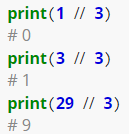 print(1 // 3)
# 0
print(3 // 3)
# 1
print(29 // 3)
# 9